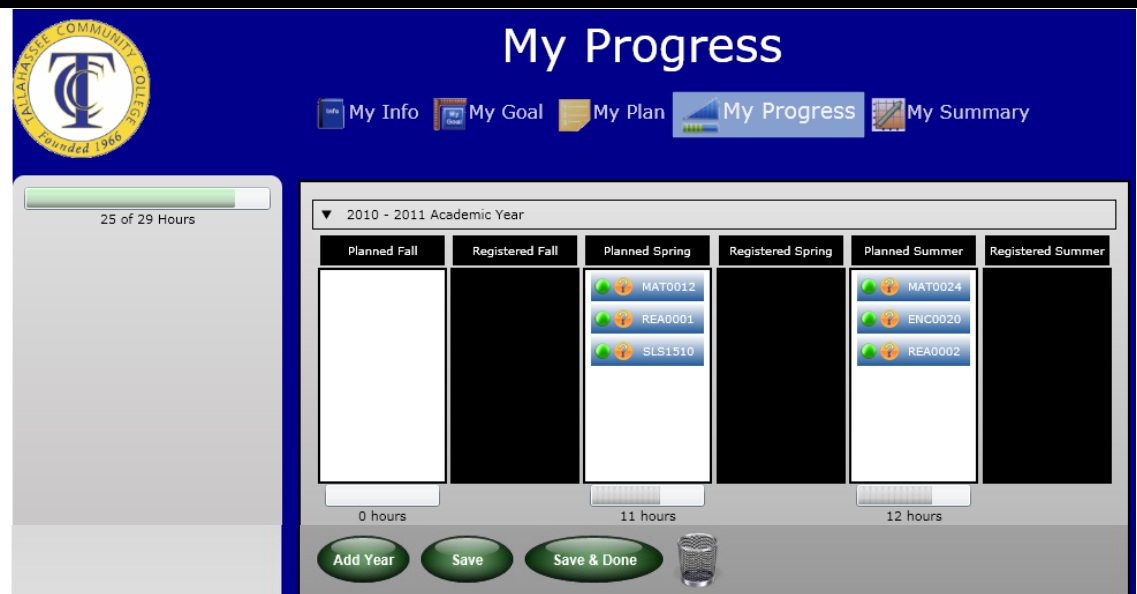 TALLAHASSEE COMMUNITY COLLEGE
Founded 1966
TCC
My Progress
Info My Info My Goal My Goal My Plan My Progress My Summary
25 of 29 Hours
▼ 2010 - 2011 Academic Year
Planned Fall Registered Fall Planned Spring Registered Spring Planned Summer Registered Summer
? MAT0012 ? MAT0024
? REA0001 ? ENC0020
? SLS1510 ? REA0002
0 hours 11 hours 12 hours
Add Year Save Save & Done